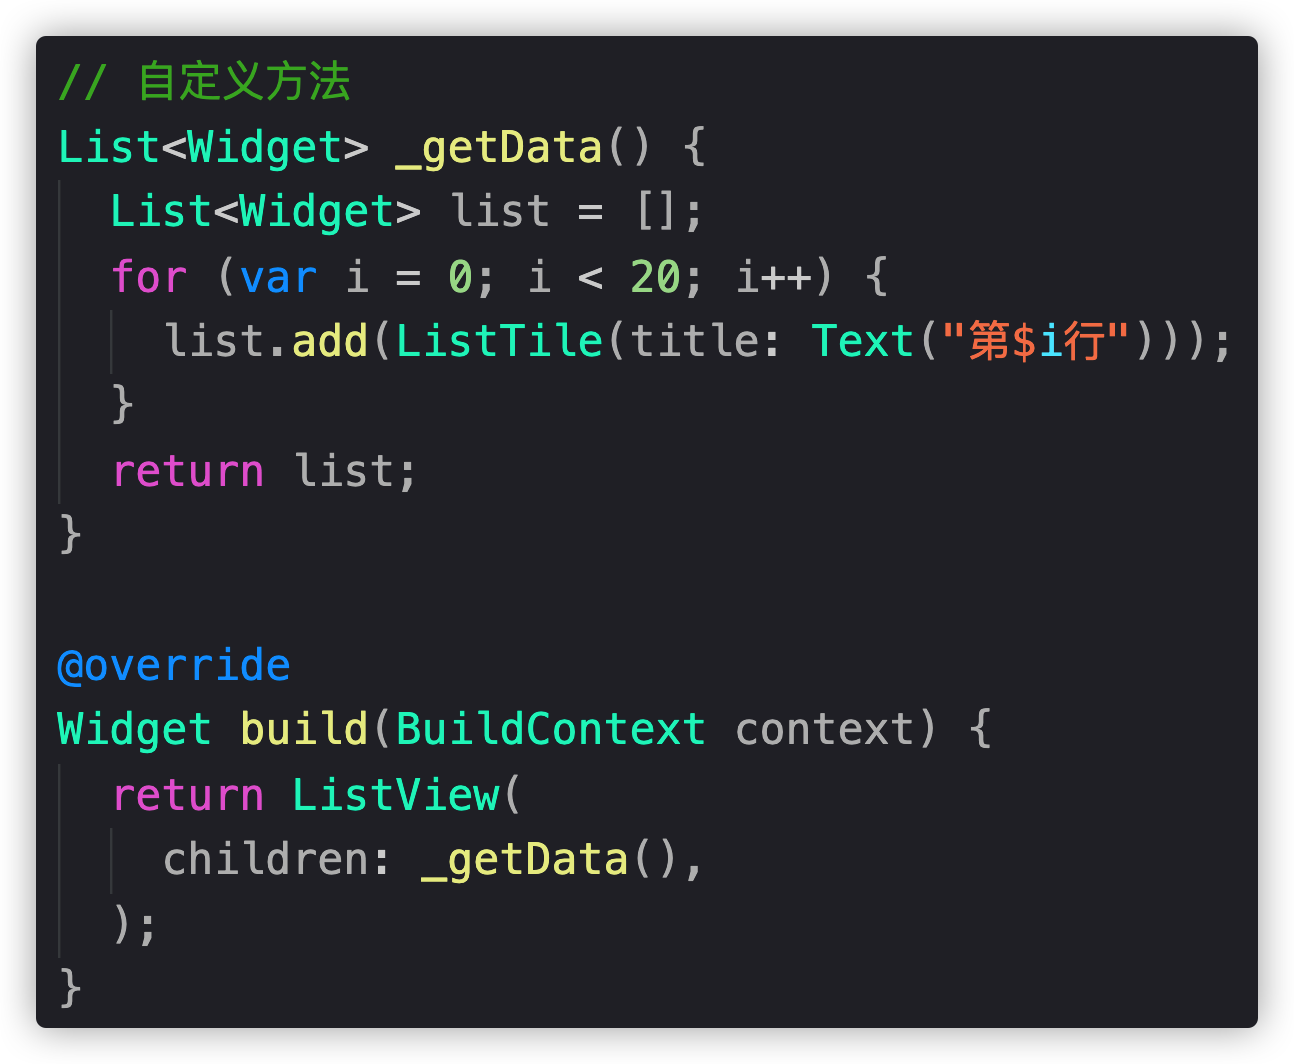 // 自定义方法
List<Widget> _getData() {
  List<Widget> list = [];
  for (var i = 0; i < 20; i++) {
    list.add(ListTile(title: Text("第$i行")));
  }
  return list;
}

@override
Widget build(BuildContext context) {
  return ListView(
    children: _getData(),
  );
}